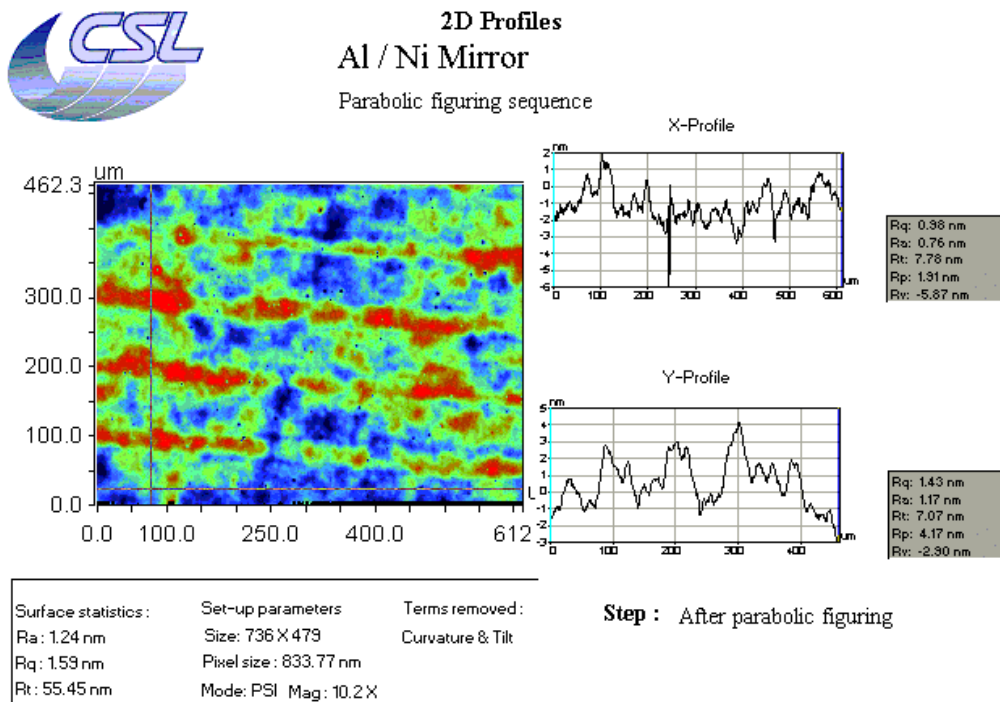 CSL
2D Profiles
Al / Ni Mirror
Parabolic figuring sequence
um
462.3
300.0
200.0
100.0
0.0
0.0 100.0 250.0 400.0 612
X-Profile
nm
2
1
0
-1
-2
-3
-4
-5
-6
0 100 200 300 400 500 600
um
Rq: 0.98 nm
Ra: 0.76 nm
Rt: 7.78 nm
Rp: 1.91 nm
Rv: -5.87 nm
Y-Profile
nm
5
4
3
2
1
0
-1
-2
-3
0 100 200 300 400
um
Rq: 1.43 nm
Ra: 1.17 nm
Rt: 7.07 nm
Rp: 4.17 nm
Rv: -2.90 nm
Surface statistics :
Ra: 1.24 nm
Rq: 1.59 nm
Rt: 55.45 nm
Set-up parameters
Size: 736 X 479
Pixel size : 833.77 nm
Mode: PSI Mag: 10.2 X
Terms removed :
Curvature & Tilt
Step : After parabolic figuring